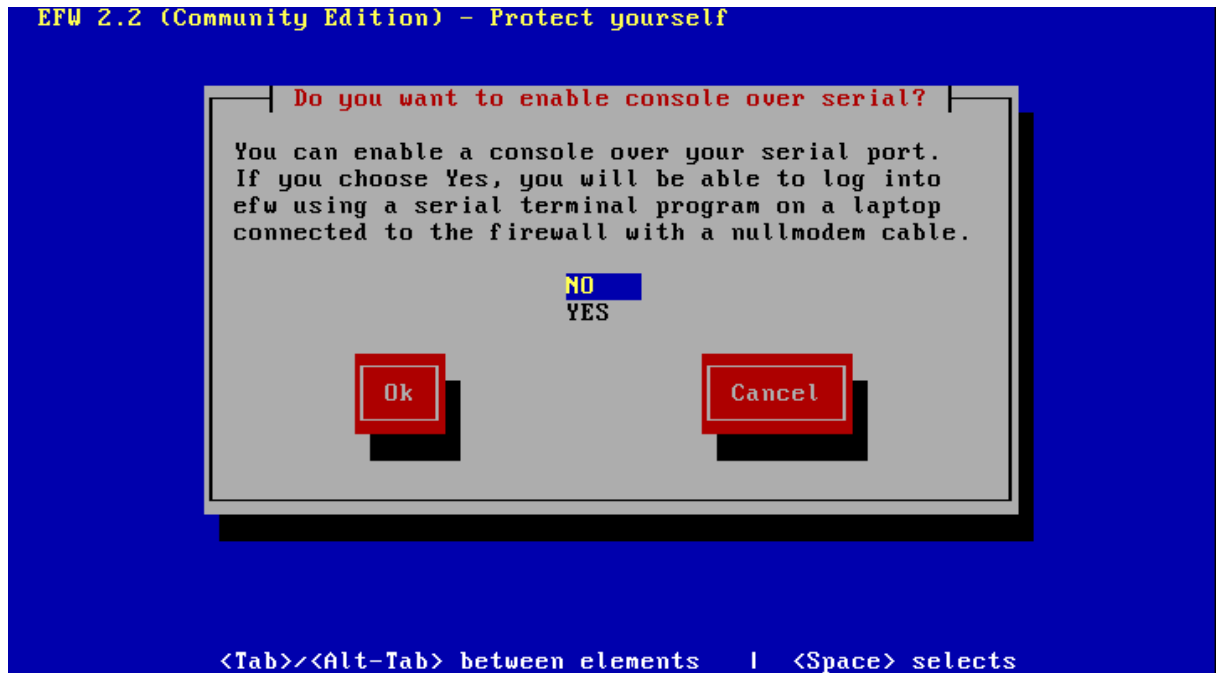 EFW 2.2 (Community Edition) - Protect yourself
Do you want to enable console over serial?
You can enable a console over your serial port.
If you choose Yes, you will be able to log into
efw using a serial terminal program on a laptop
connected to the firewall with a nullmodem cable.
NO
YES
Ok Cancel
<Tab>/<Alt-Tab> between elements | <Space> selects